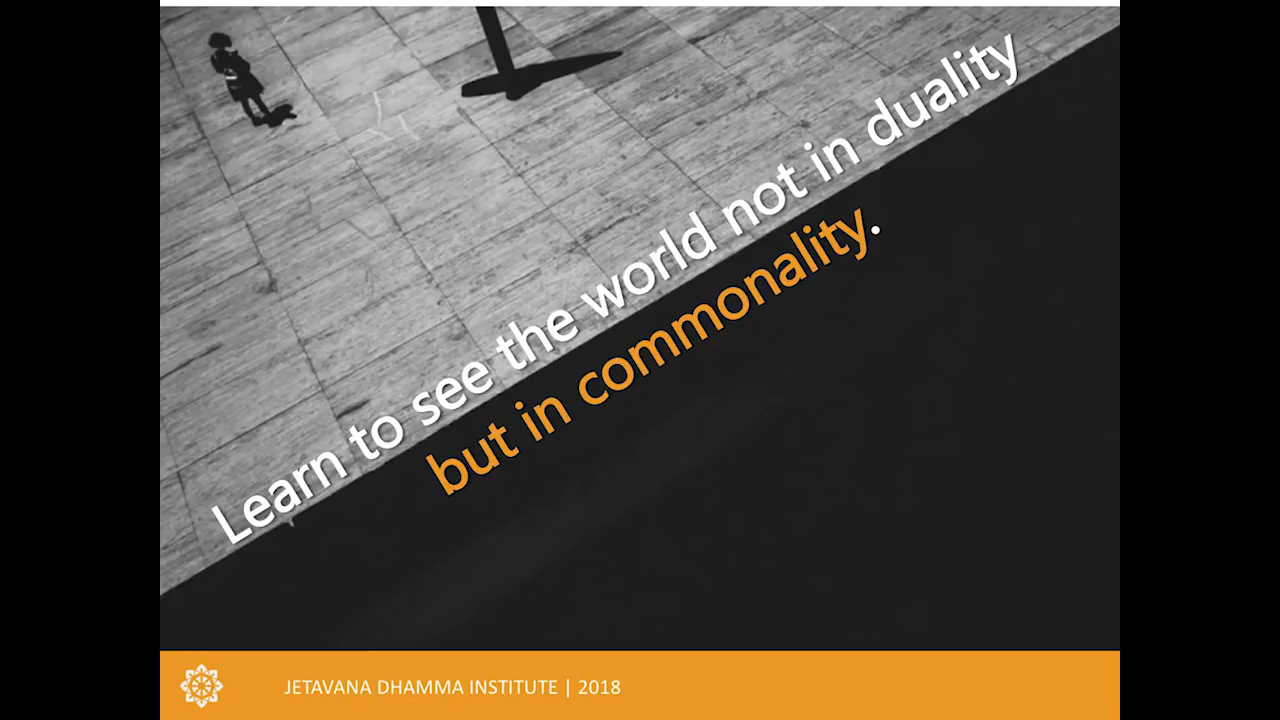 Learn to see the world not in duality
but in commonality.
JETAVANA DHAMMA INSTITUTE | 2018